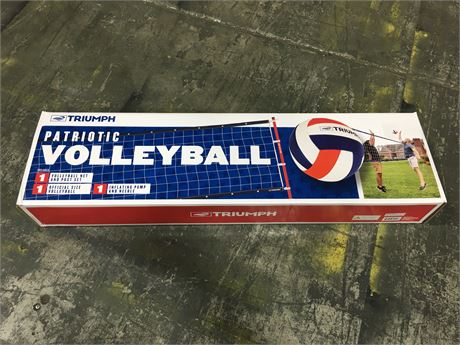 TRIUMPH
PATRIOTIC
VOLLEYBALL
TRIUMPH
1 VOLLEYBALL NET
AND POST SET
1 OFFICIAL SIZE
VOLLEYBALL
1 INFLATING PUMP
AND NEEDLE
TRIUMPH